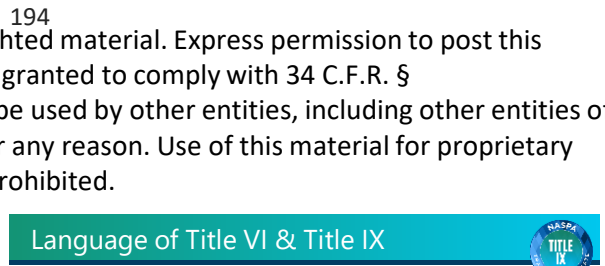 194
hted material. Express permission to post this
granted to comply with 34 C.F.R. §
be used by other entities, including other entities of
r any reason. Use of this material for proprietary
rohibited.
Language of Title VI & Title IX
NASPA
TITLE
IX